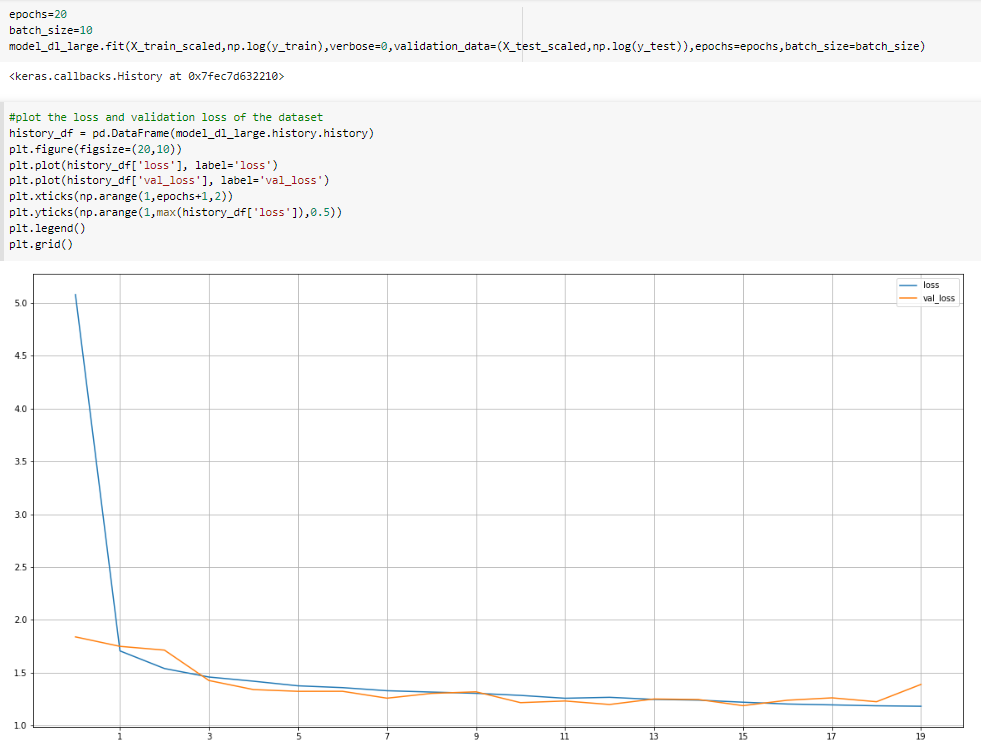 epochs=20
batch_size=10
model_dl_large.fit(X_train_scaled,np.log(y_train),verbose=0,validation_data=(X_test_scaled,np.log(y_test)),epochs=epochs,batch_size=batch_size)
<keras.callbacks.History at 0x7fec7d632210>
#plot the loss and validation loss of the dataset
history_df = pd.DataFrame(model_dl_large.history.history)
plt.figure(figsize=(20,10))
plt.plot(history_df['loss'], label='loss')
plt.plot(history_df['val_loss'], label='val_loss')
plt.xticks(np.arange(1,epochs+1,2))
plt.yticks(np.arange(1,max(history_df['loss']),0.5))
plt.legend()
plt.grid()
loss
val_loss
5.0
4.5
4.0
3.5
3.0
2.5
2.0
1.5
1.0
1 3 5 7 9 11 13 15 17 19